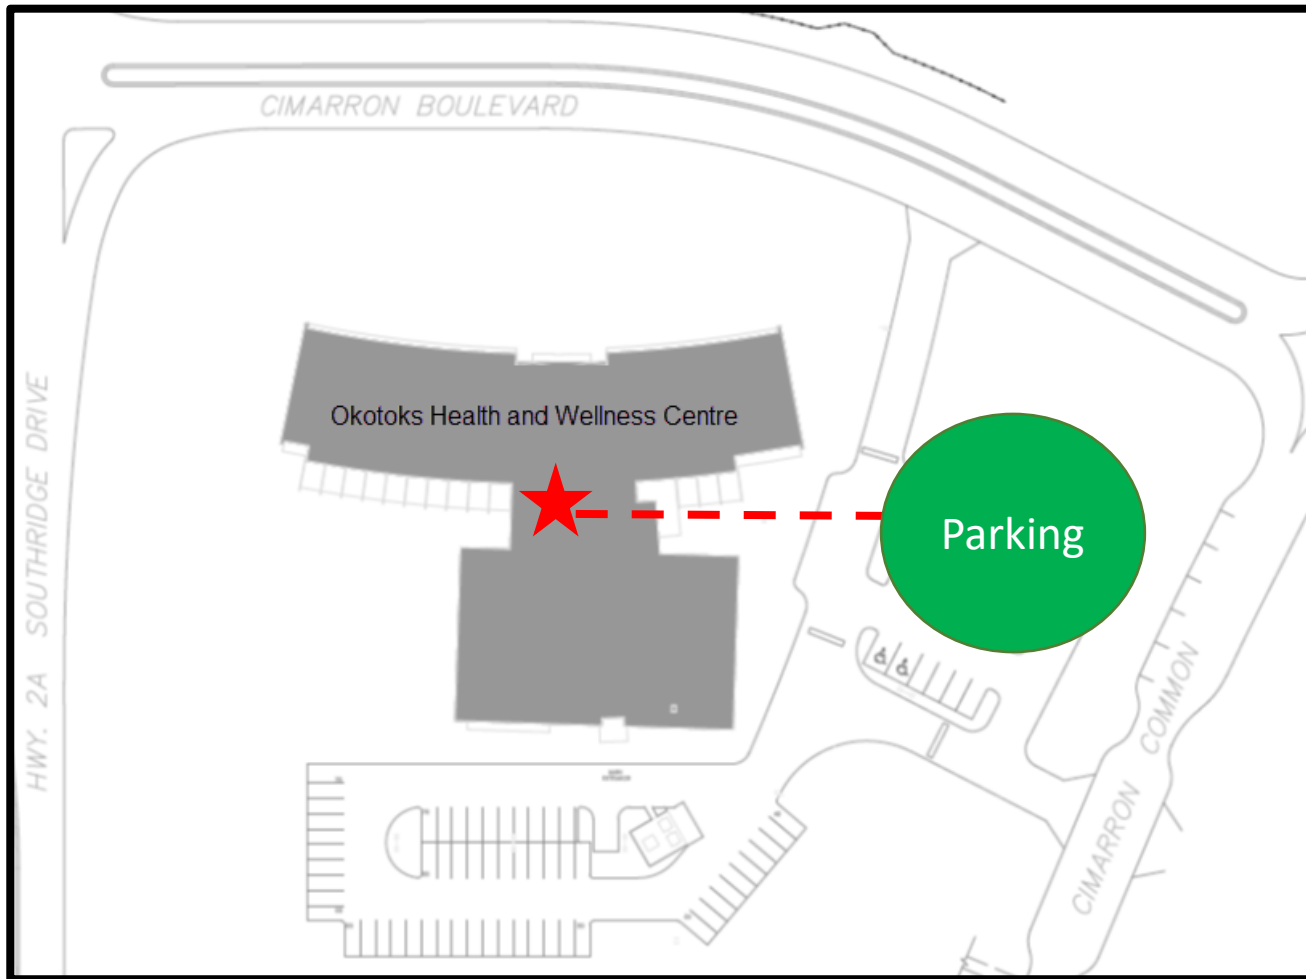 CIMARRON BOULEVARD
HWY. 2A SOUTHRIDGE DRIVE
Okotoks Health and Wellness Centre
Parking
CIMARRON COMMON